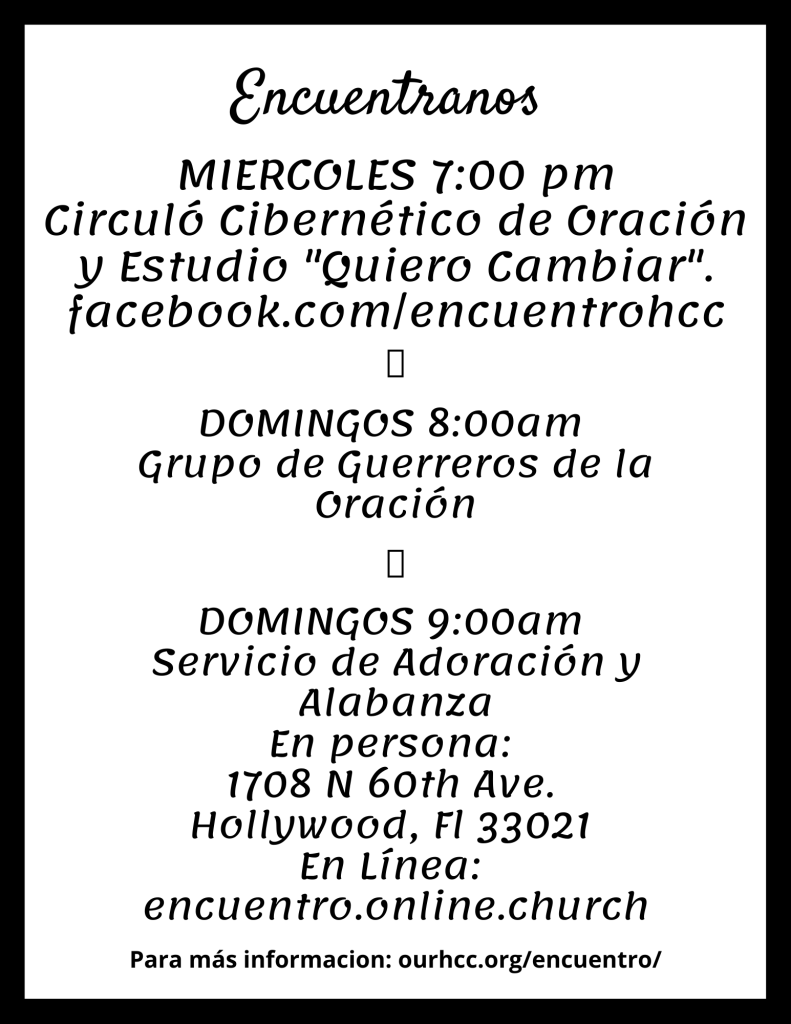 Encuentranos
MIERCOLES 7:00 pm
Circuló Cibernético de Oración
y Estudio "Quiero Cambiar".
facebook.com/encuentrohcc
DOMINGOS 8:00am
Grupo de Guerreros de la
Oración
DOMINGOS 9:00am
Servicio de Adoración y
Alabanza
En persona:
1708 N 60th Ave.
Hollywood, Fl 33021
En Línea:
encuentro.online.church
Para más informacion: ourhcc.org/encuentro/